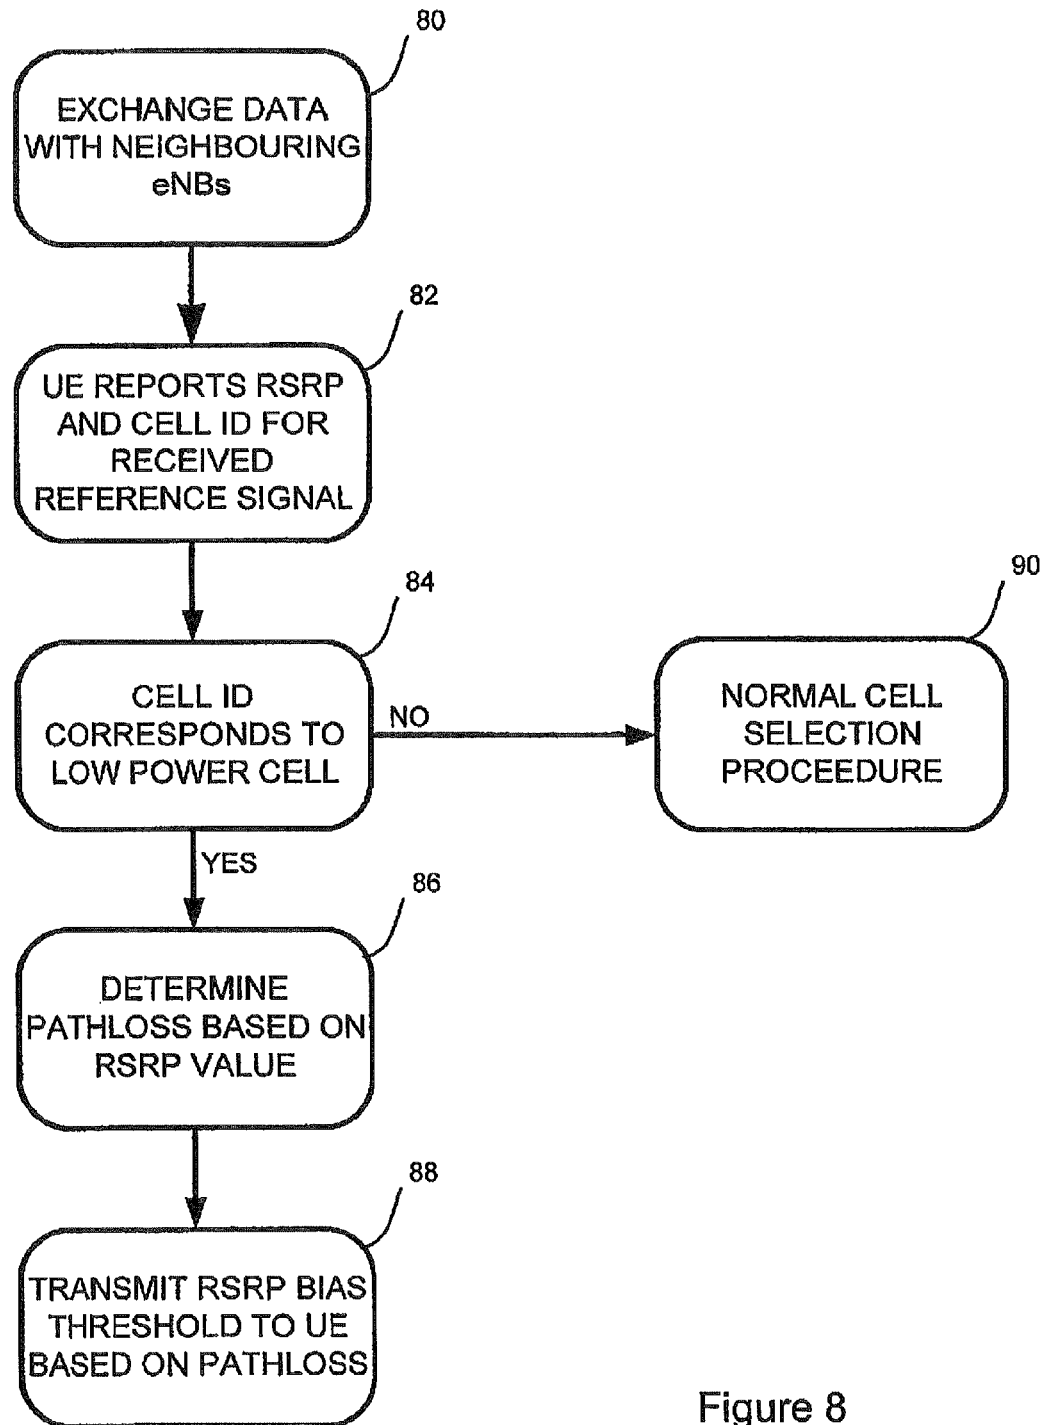 80
EXCHANGE DATA
WITH NEIGHBOURING
eNBs
82
UE REPORTS RSRP
AND CELL ID FOR
RECEIVED
REFERENCE SIGNAL
84
CELL ID
CORRESPONDS TO
LOW POWER CELL
NO
90
NORMAL CELL
SELECTION
PROCEEDURE
YES
86
DETERMINE
PATHLOSS BASED ON
RSRP VALUE
88
TRANSMIT RSRP BIAS
THRESHOLD TO UE
BASED ON PATHLOSS
Figure 8